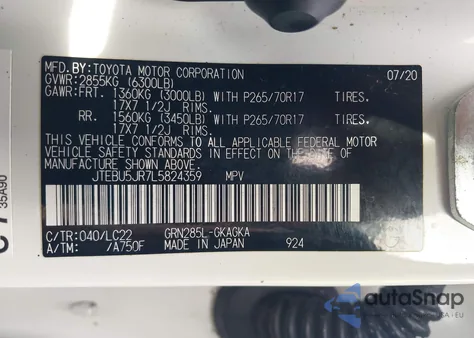 MFD. BY: TOYOTA MOTOR CORPORATION 07/20
GVWR: 2855KG (6300LB)
GAWR: FRT. 1360KG (3000LB) WITH P265/70R17 TIRES.
17X7 1/2J RIMS.
RR. 1560KG (3450LB) WITH P265/70R17 TIRES.
17X7 1/2J RIMS.
THIS VEHICLE CONFORMS TO ALL APPLICABLE FEDERAL MOTOR
VEHICLE SAFETY STANDARDS IN EFFECT ON THE DATE OF
MANUFACTURE SHOWN ABOVE.
JTEBU5JR7L5824359 MPV
C/TR: 040/LC22 GRN285L-GKAGKA
A/TM: /A750F MADE IN JAPAN 924
35A90
autoSnap